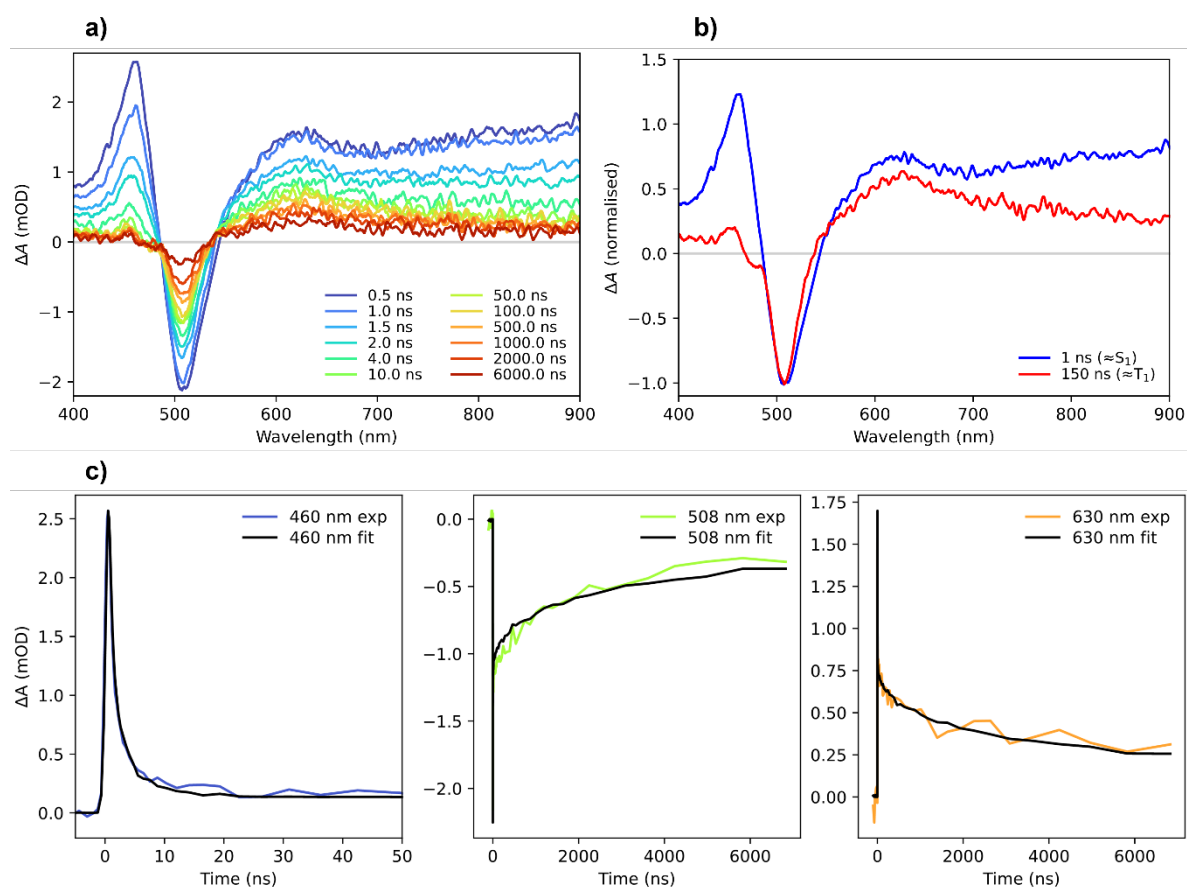 a)
b)
ΔA (mOD)
2
1
0
−1
−2
400
500
600
700
800
900
Wavelength (nm)
0.5 ns
1.0 ns
1.5 ns
2.0 ns
4.0 ns
10.0 ns
50.0 ns
100.0 ns
500.0 ns
1000.0 ns
2000.0 ns
6000.0 ns
ΔA (normalised)
1.5
1.0
0.5
0.0
−0.5
−1.0
400
500
600
700
800
900
Wavelength (nm)
1 ns (≈S₁)
150 ns (≈T₁)
c)
ΔA (mOD)
2.5
2.0
1.5
1.0
0.5
0.0
0
10
20
30
40
50
Time (ns)
460 nm exp
460 nm fit
0.0
−0.5
−1.0
−1.5
−2.0
0
2000
4000
6000
Time (ns)
508 nm exp
508 nm fit
1.75
1.50
1.25
1.00
0.75
0.50
0.25
0.00
0
2000
4000
6000
Time (ns)
630 nm exp
630 nm fit